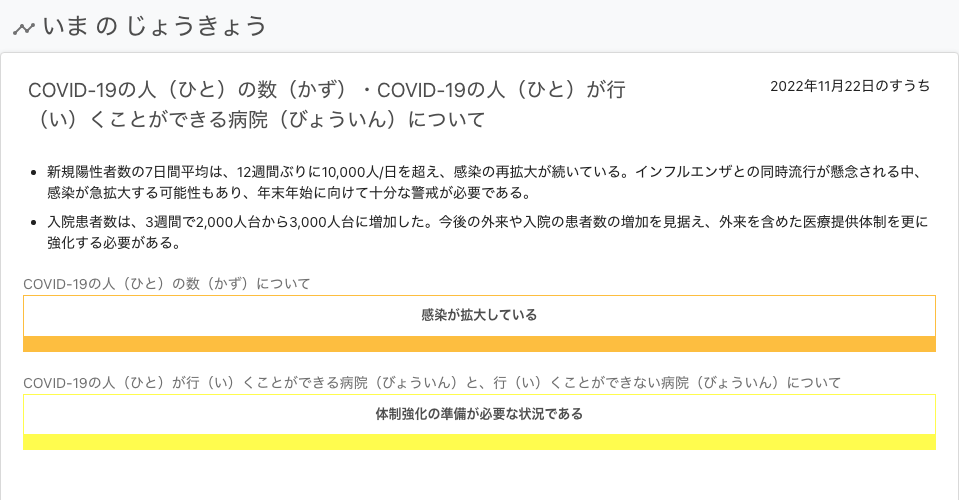 いま の じょうきょう
COVID-19の人（ひと）の数（かず）・COVID-19の人（ひと）が行
（い）くことができる病院（びょういん）について
2022年11月22日のすうち
• 新規陽性者数の7日間平均は、12週間ぶりに10,000人/日を超え、感染の再拡大が続いている。インフルエンザとの同時流行が懸念される中、
感染が急拡大する可能性もあり、年末年始に向けて十分な警戒が必要である。
• 入院患者数は、3週間で2,000人台から3,000人台に増加した。今後の外来や入院の患者数の増加を見据え、外来を含めた医療提供体制を更に
強化する必要がある。
COVID-19の人（ひと）の数（かず）について
感染が拡大している
COVID-19の人（ひと）が行（い）くことができる病院（びょういん）と、行（い）くことができない病院（びょういん）について
体制強化の準備が必要な状況である